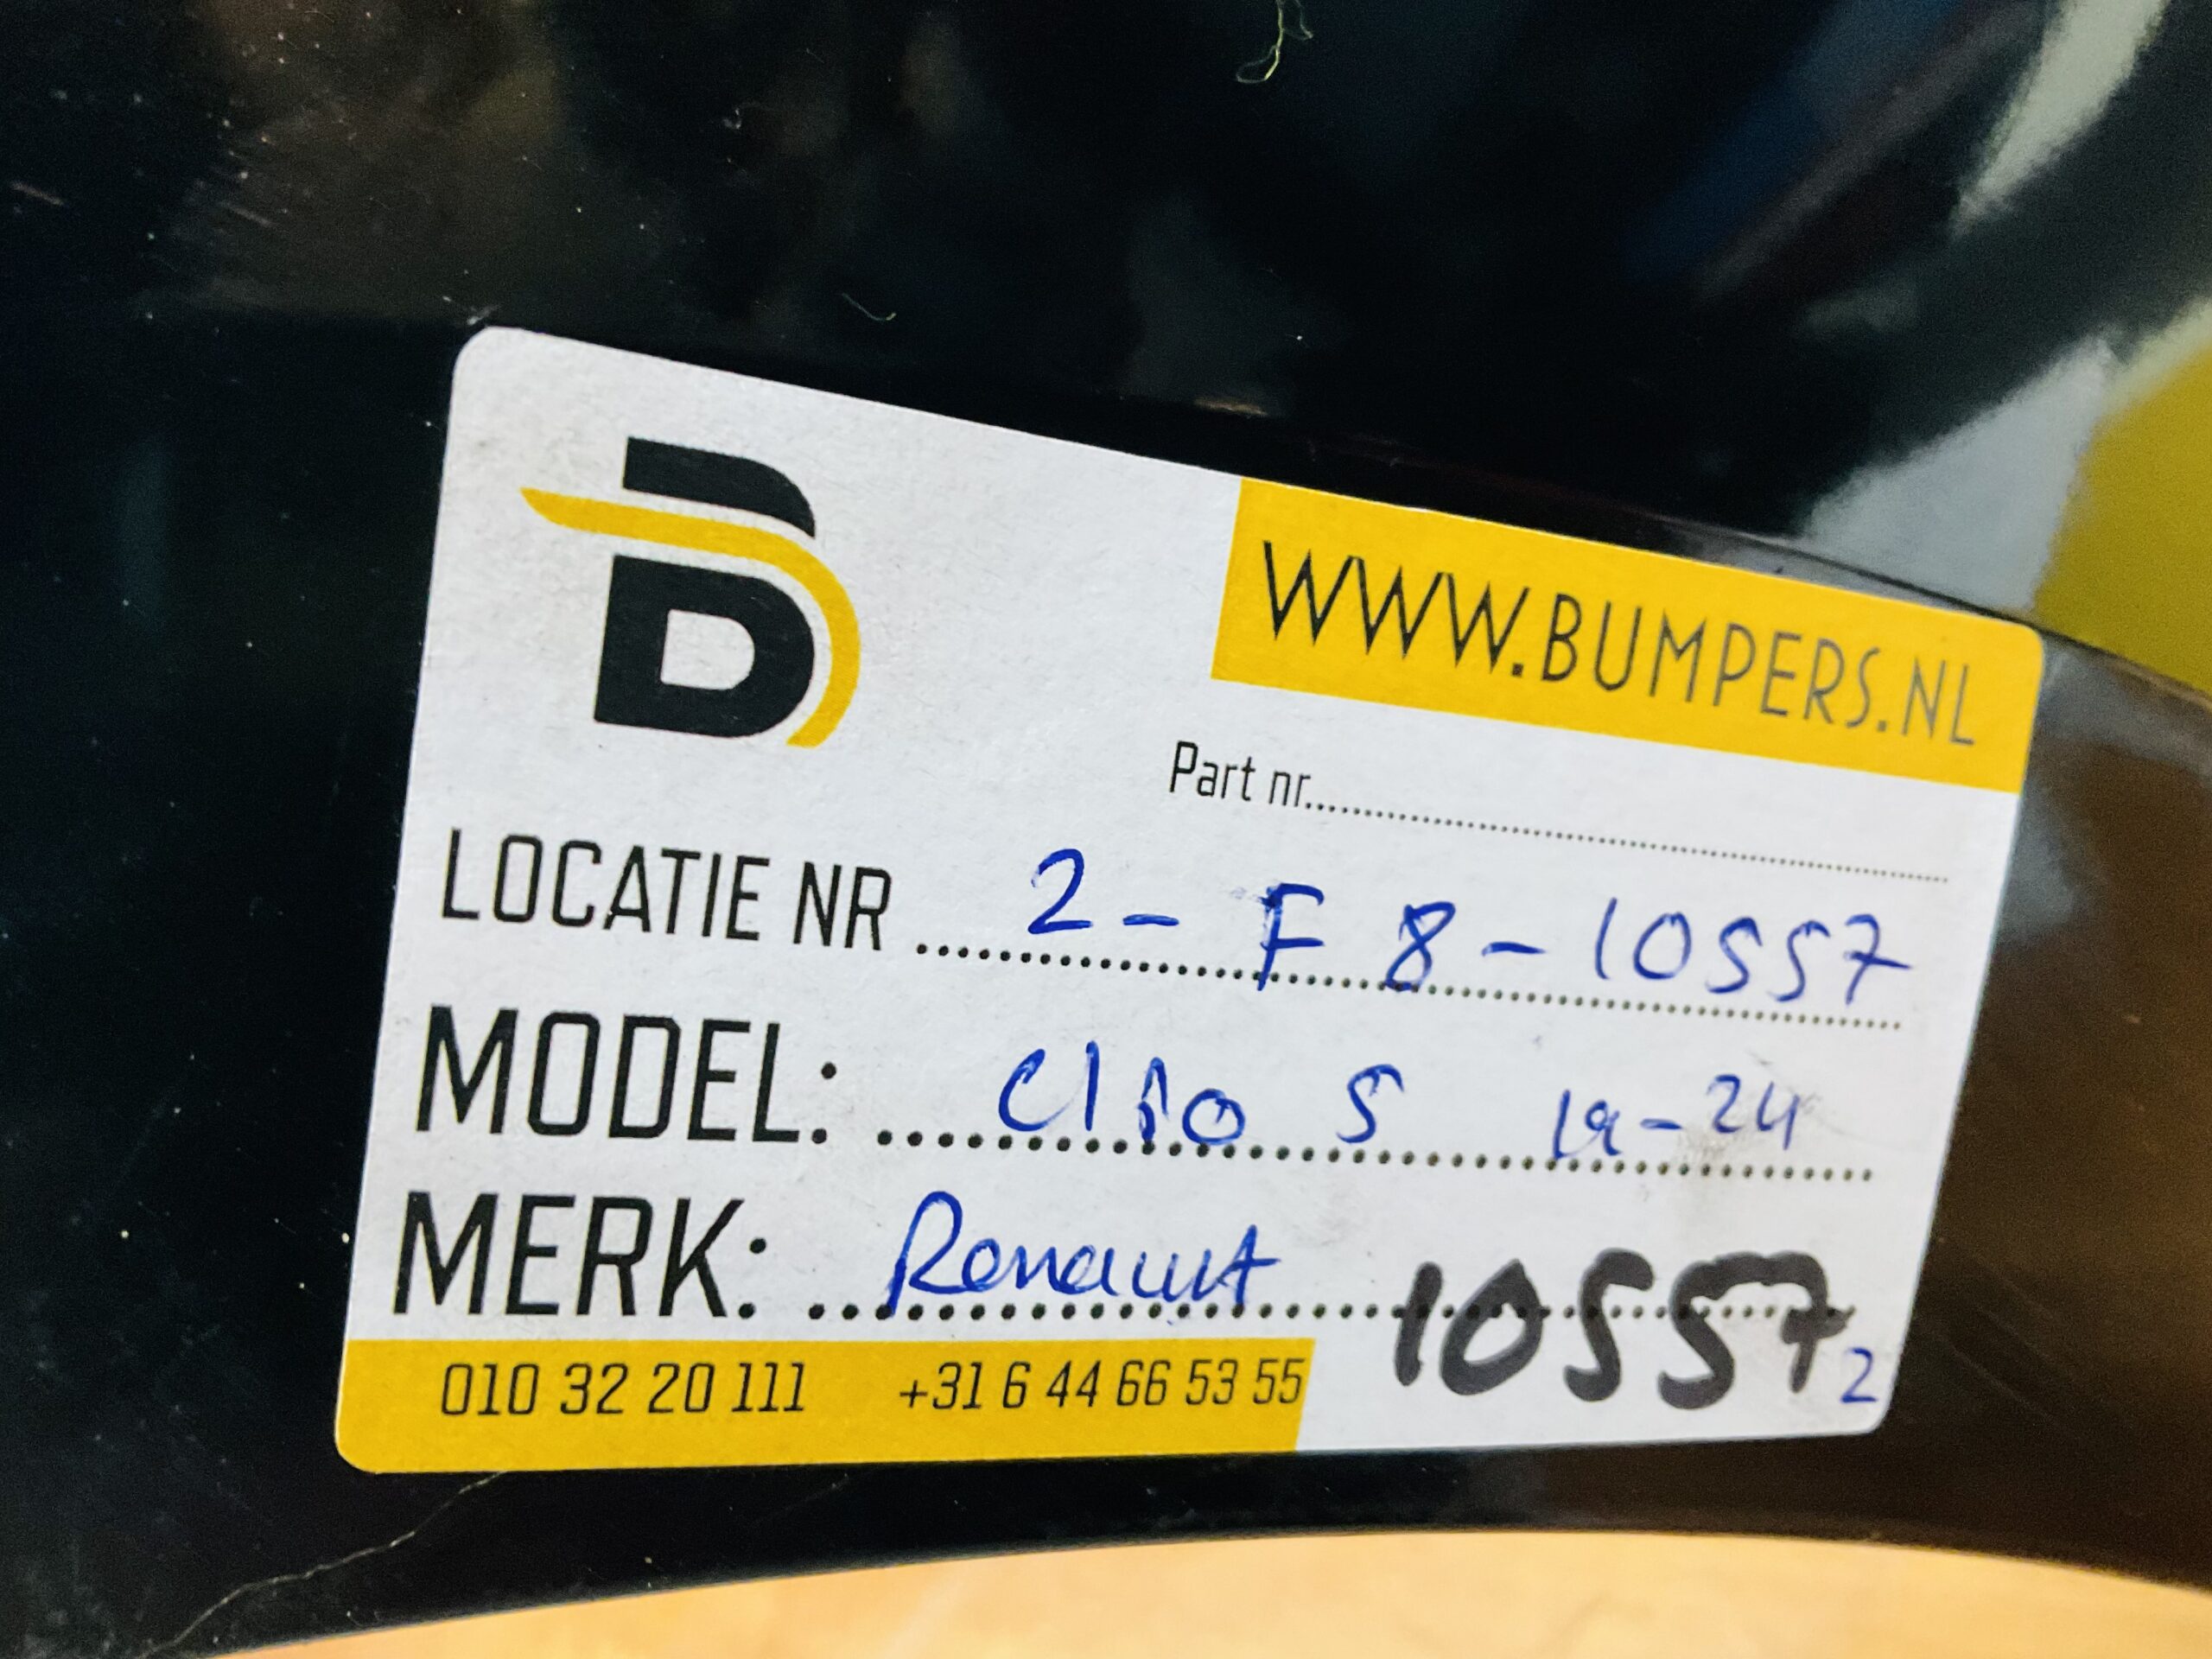 B
WWW.BUMPERS.NL
Part nr....................
LOCATIE NR .......... 2 - F 8 - 10557
MODEL: .......... Clio 5 19-24
MERK: .......... Renault 10557 2
010 32 20 111 +31 6 44 66 53 55